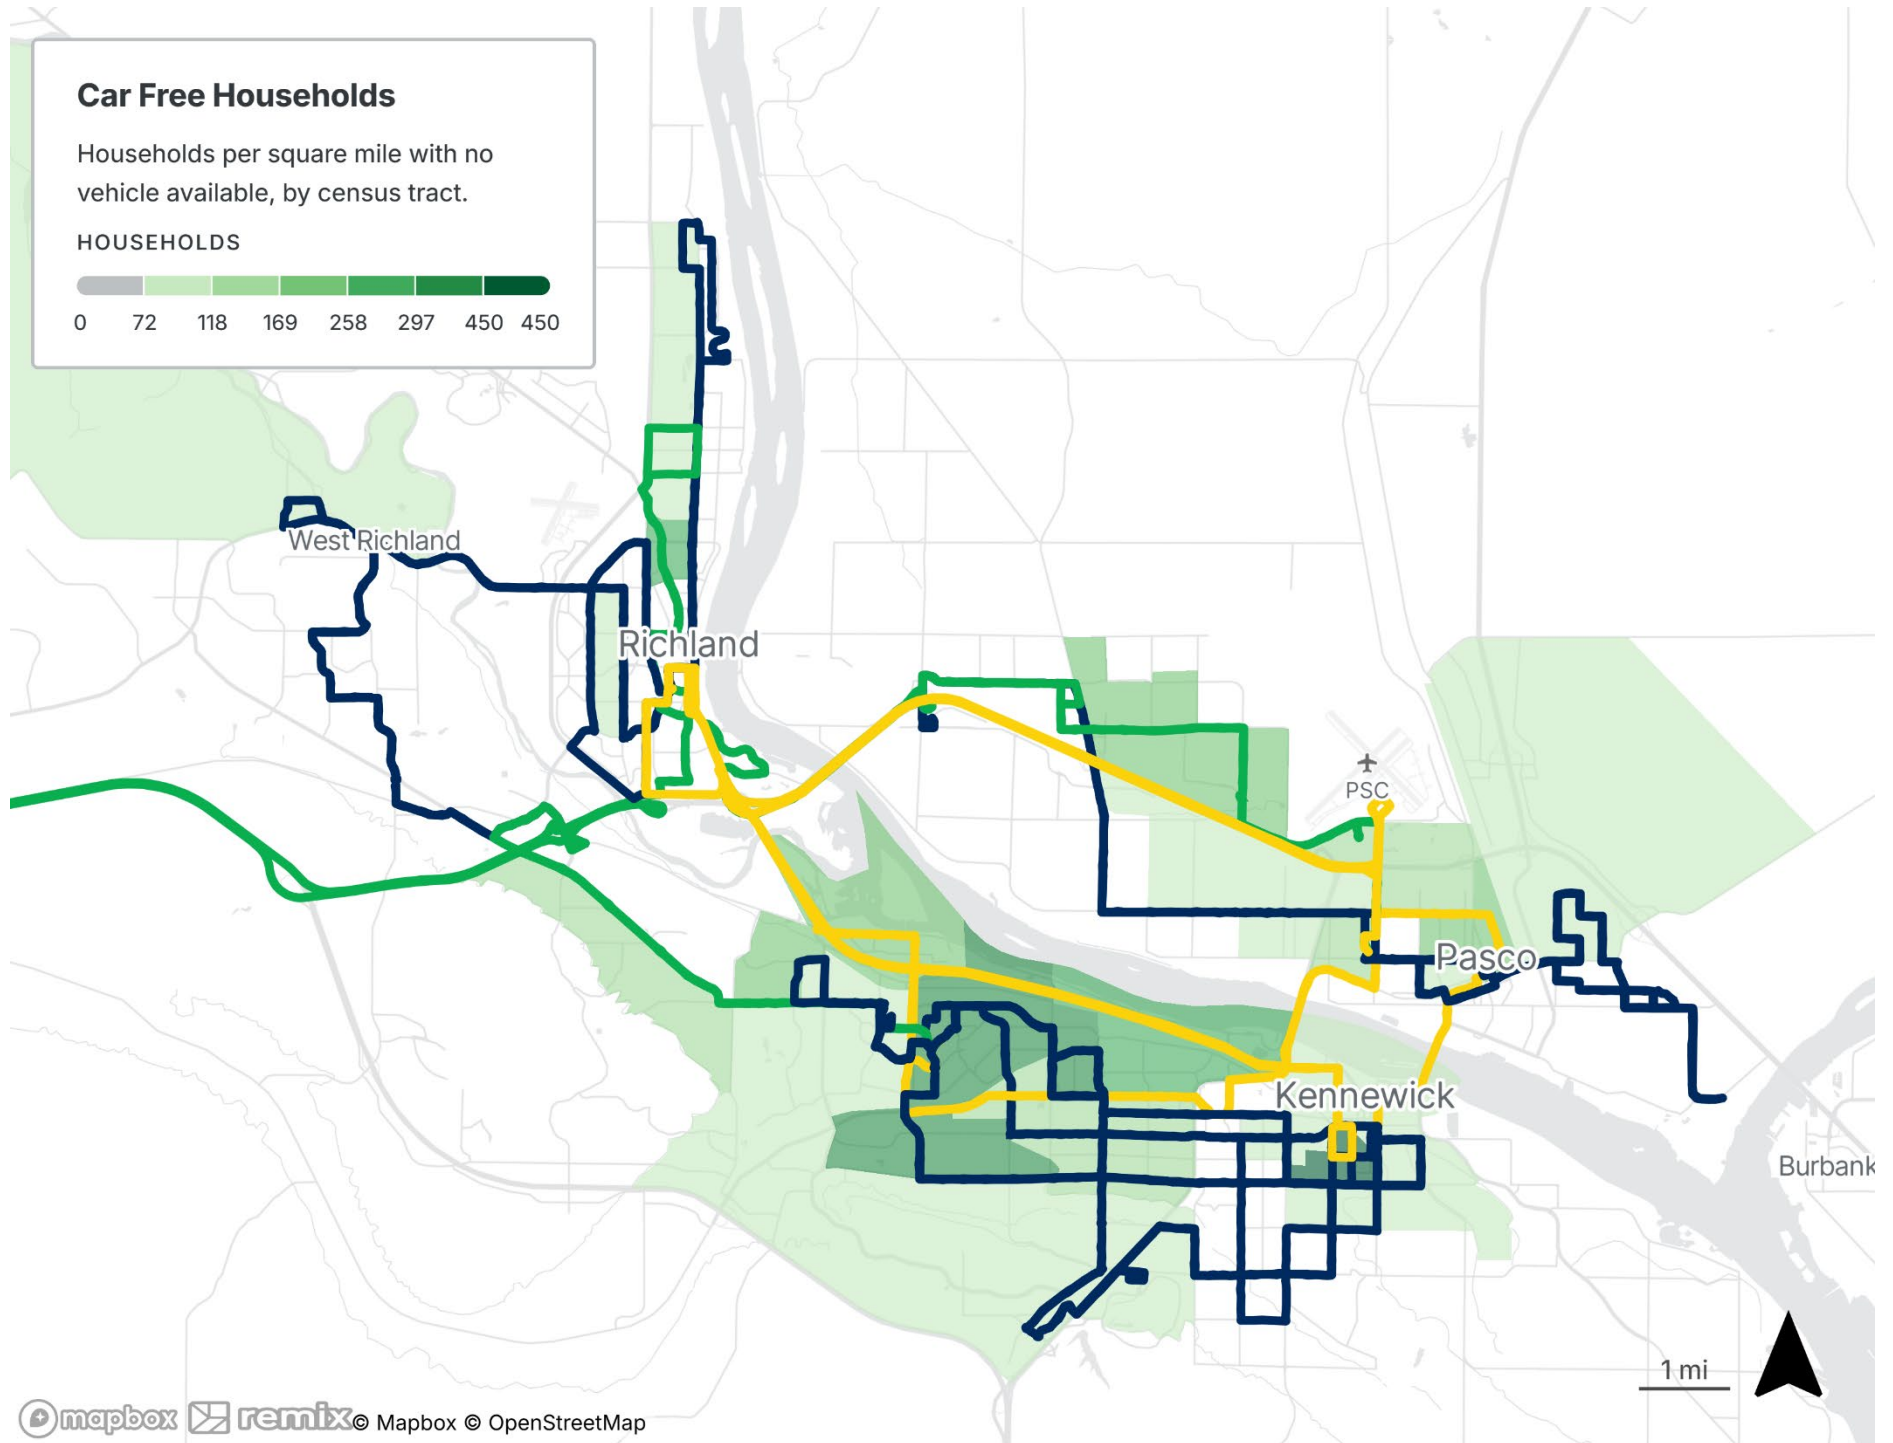 Car Free Households
Households per square mile with no
vehicle available, by census tract.
HOUSEHOLDS
0 72 118 169 258 297 450 450
West Richland
Richland
PSC
Pasco
Kennewick
Burbank
1 mi
mapbox remix © Mapbox © OpenStreetMap